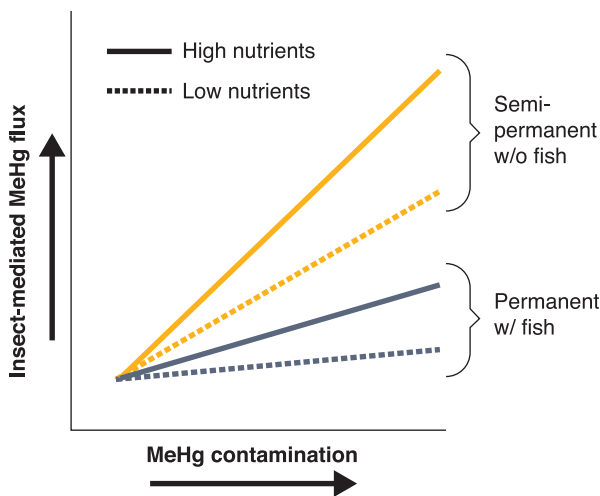 High nutrients
Low nutrients
Semi-
permanent
w/o fish
Permanent
w/ fish
Insect-mediated MeHg flux
MeHg contamination